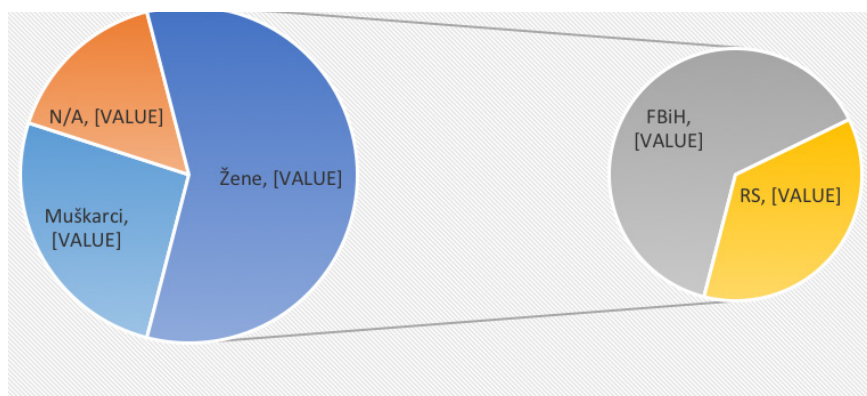 N/A, [VALUE]
Žene, [VALUE]
Muškarci,
[VALUE]
FBiH,
[VALUE]
RS, [VALUE]